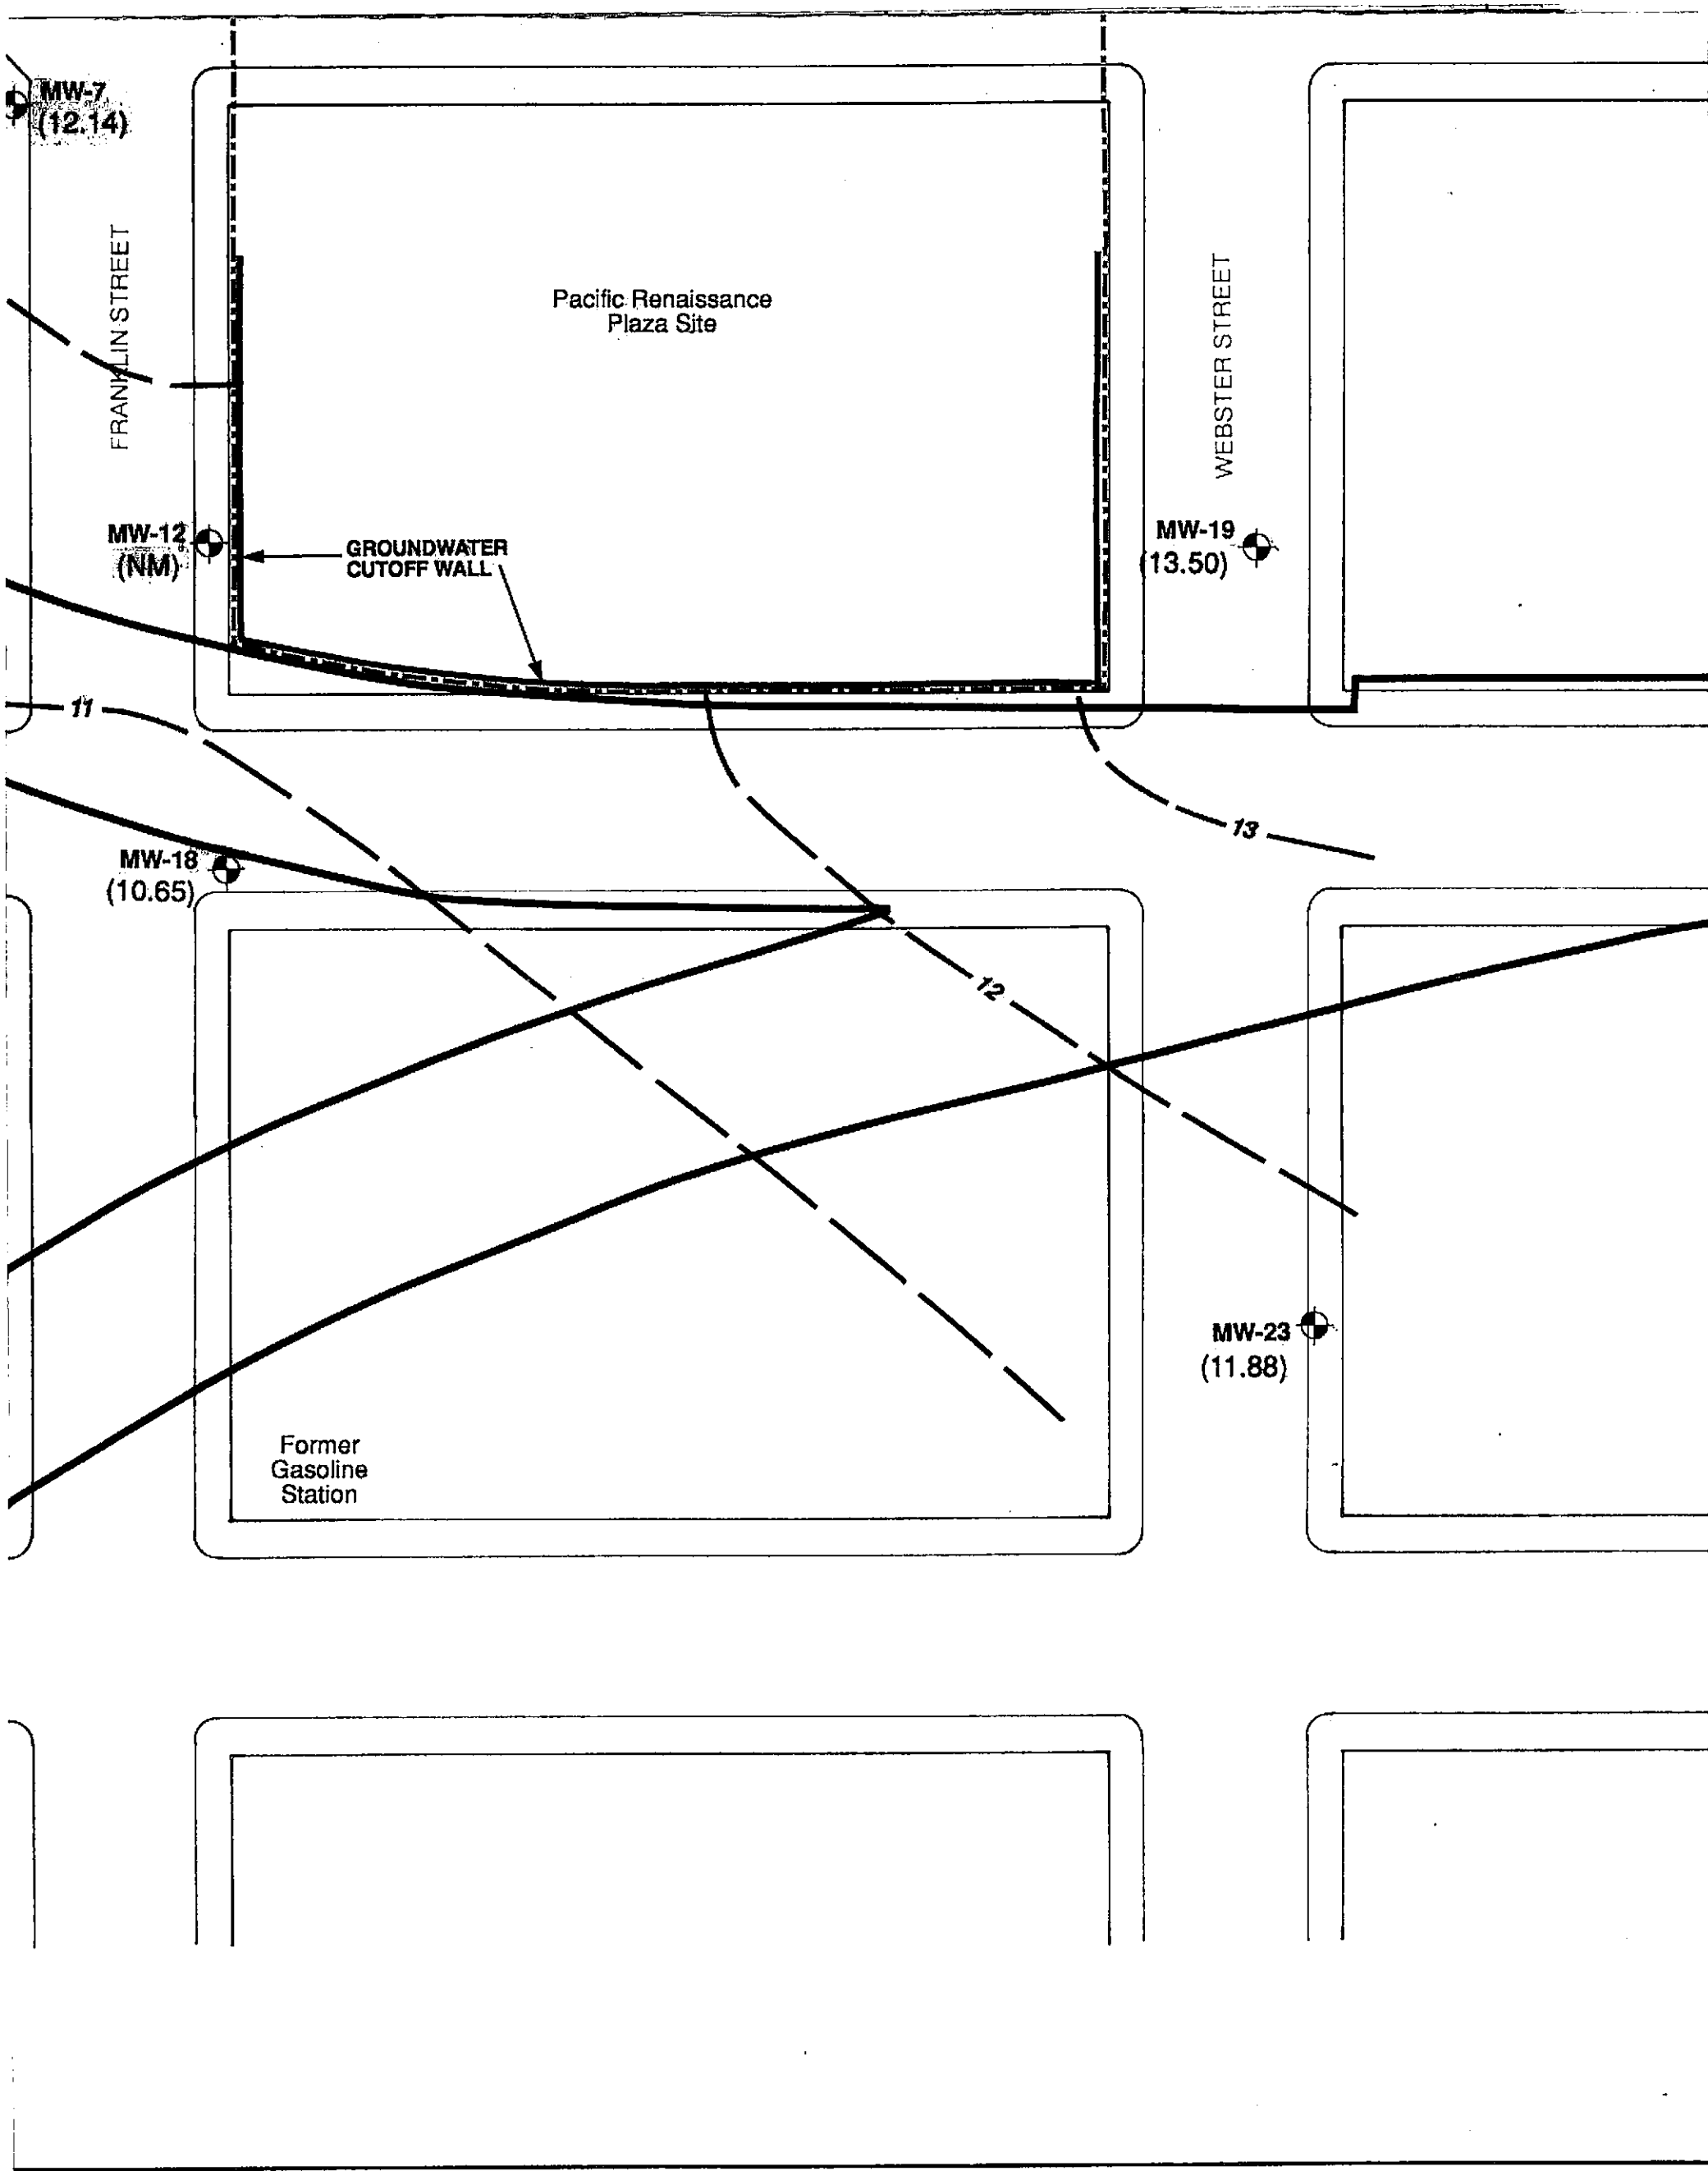 MW-7
(12.14)
FRANKLIN STREET
Pacific Renaissance
Plaza Site
WEBSTER STREET
MW-12
(NM)
GROUNDWATER
CUTOFF WALL
MW-19
(13.50)
11
13
MW-18
(10.65)
12
MW-23
(11.88)
Former
Gasoline
Station